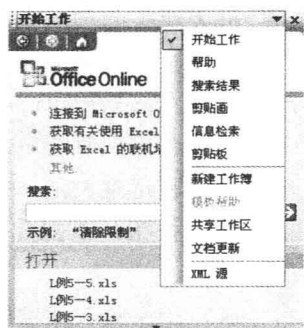 开始工作
Office Online
连接到 Microsoft O
获取有关使用 Excel
获取 Excel 的联机
其他
搜索:
示例: “清除限制”
打开
L例5—5.xls
L例5—4.xls
L例5—3.xls
开始工作
帮助
搜索结果
剪贴画
信息检索
剪贴板
新建工作簿
模板帮助
共享工作区
文档更新
XML 源